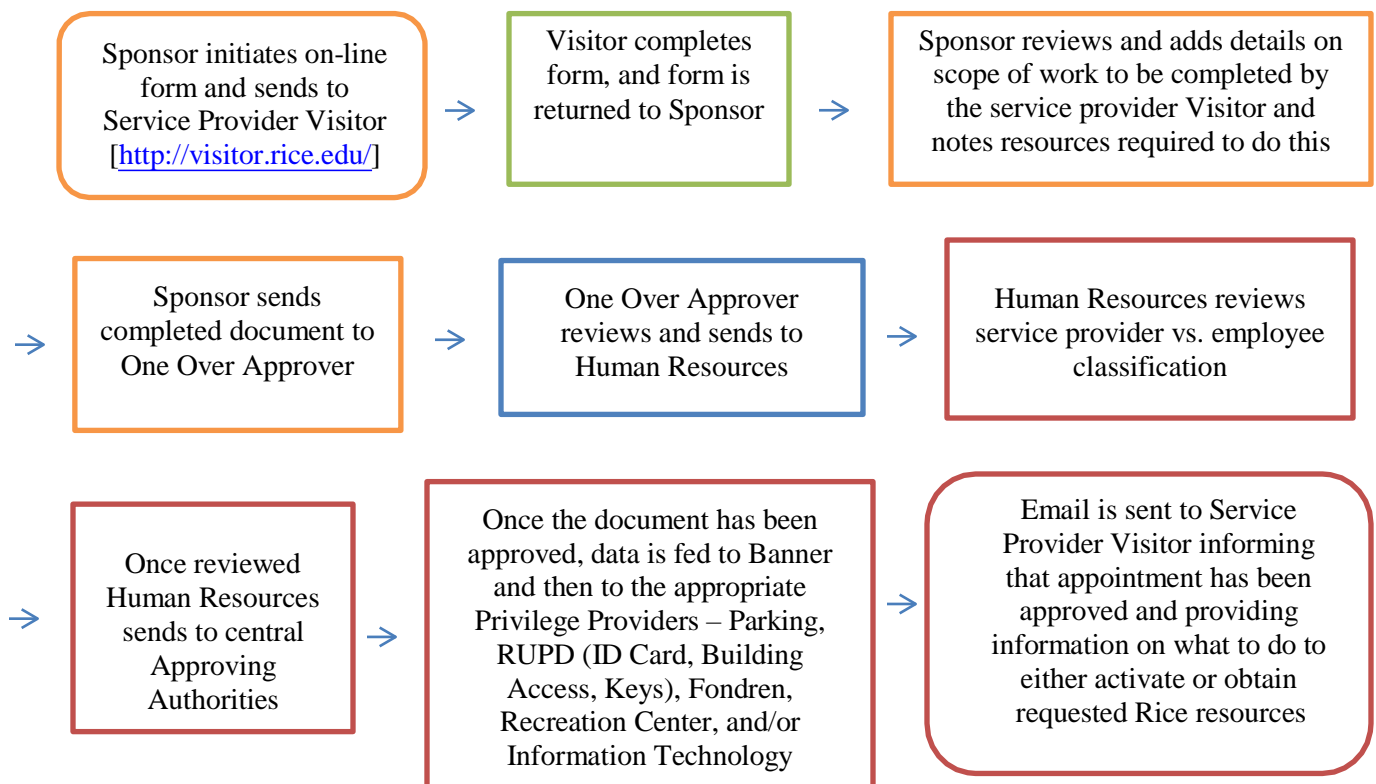 Sponsor initiates on-line
form and sends to
Service Provider Visitor
[http://visitor.rice.edu/]
Visitor completes
form, and form is
returned to Sponsor
Sponsor reviews and adds details on
scope of work to be completed by
the service provider Visitor and
notes resources required to do this
Sponsor sends
completed document to
One Over Approver
One Over Approver
reviews and sends to
Human Resources
Human Resources reviews
service provider vs. employee
classification
Once reviewed
Human Resources
sends to central
Approving
Authorities
Once the document has been
approved, data is fed to Banner
and then to the appropriate
Privilege Providers – Parking,
RUPD (ID Card, Building
Access, Keys), Fondren,
Recreation Center, and/or
Information Technology
Email is sent to Service
Provider Visitor informing
that appointment has been
approved and providing
information on what to do to
either activate or obtain
requested Rice resources